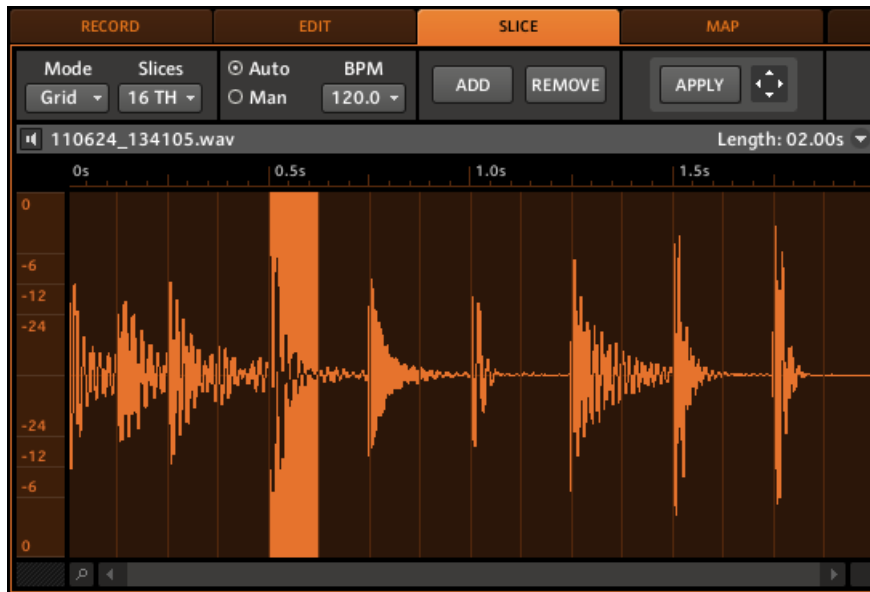 RECORD EDIT SLICE MAP
Mode Slices Auto BPM
Grid 16 TH Man 120.0 ADD REMOVE APPLY
110624_134105.wav Length: 02.00s
0s 0.5s 1.0s 1.5s
0
-6
-12
-24
-24
-12
-6
0